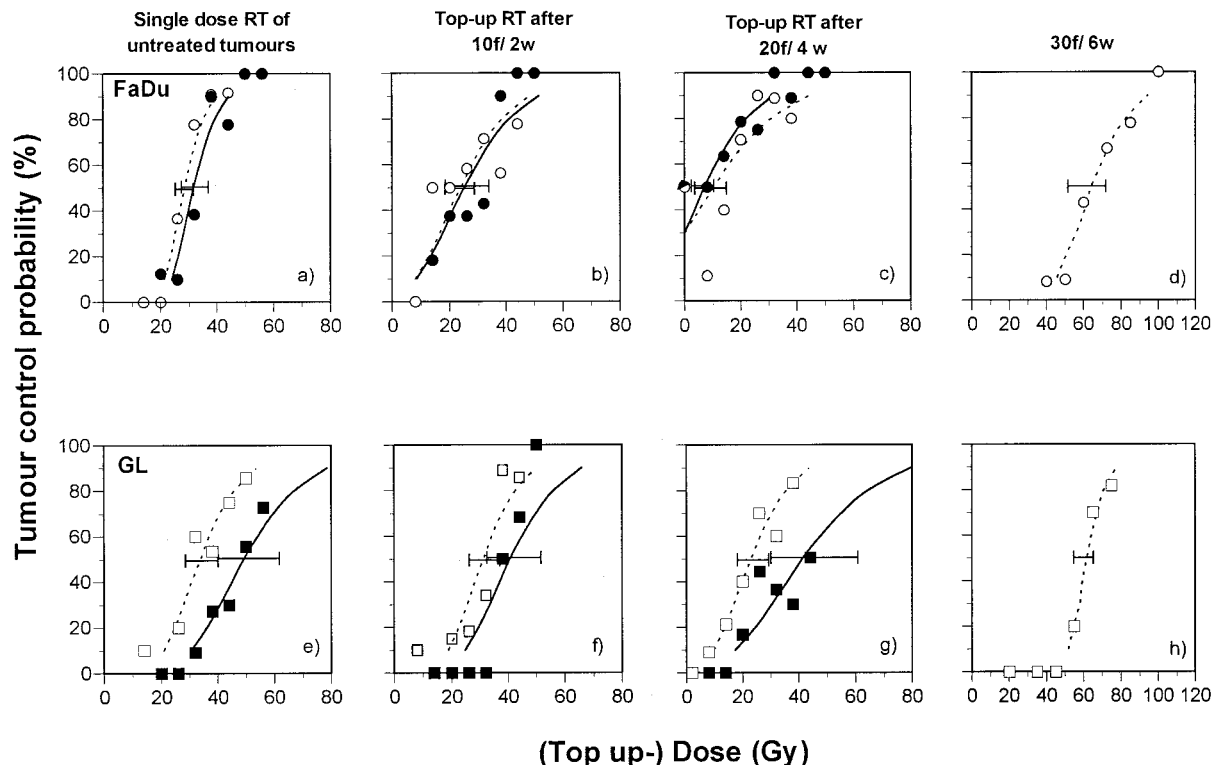 Single dose RT of
untreated tumours
Top-up RT after
10f/ 2w
Top-up RT after
20f/ 4 w
30f/ 6w
Tumour control probability (%)
FaDu
100
80
60
40
20
0
a)
b)
c)
d)
0 20 40 60 80
0 20 40 60 80
0 20 40 60 80
0 20 40 60 80 100 120
GL
100
80
60
40
20
0
e)
f)
g)
h)
0 20 40 60 80
0 20 40 60 80
0 20 40 60 80
0 20 40 60 80 100 120
(Top up-) Dose (Gy)